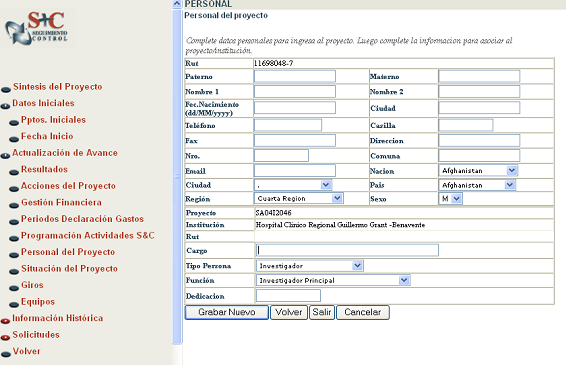 S+C
SEGUIMIENTO
CONTROL
Sintesis del Proyecto
Datos Iniciales
Pptos. Iniciales
Fecha Inicio
Actualización de Avance
Resultados
Acciones del Proyecto
Gestión Financiera
Periodos Declaración Gastos
Programación Actividades S&C
Personal del Proyecto
Situación del Proyecto
Giros
Equipos
Información Histórica
Solicitudes
Volver
PERSONAL
Personal del proyecto
Complete datos personales para ingresa al proyecto. Luego complete la informacion para asociar al
proyecto/institución.
Rut 11698048-7
Paterno Materno
Nombre 1 Nombre 2
Fec.Nacimiento
(dd/MM/yyyy) Ciudad
Teléfono Casilla
Fax Direccion
Nro. Comuna
Email Nacion Afghanistan
Ciudad . Pais Afghanistan
Región Cuarta Region Sexo M
Proyecto SA04I2046
Institución Hospital Clinico Regional Guillermo Grant -Benavente
Rut
Cargo
Tipo Persona Investigador
Función Investigador Principal
Dedicacion
Grabar Nuevo Volver Salir Cancelar